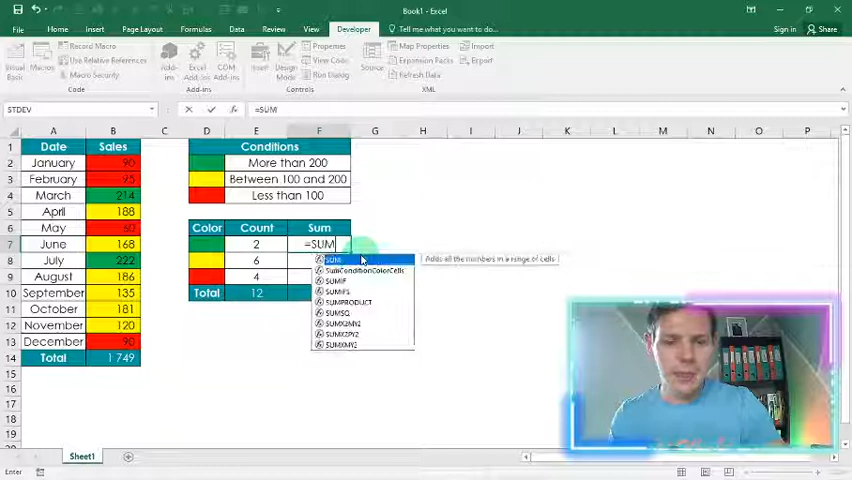 Book1 - Excel
Sign in
Share
File Home Insert Page Layout Formulas Data Review View Developer Tell me what you want to do...
Visual Basic
Macros
Record Macro
Use Relative References
Macro Security
Code
Add-ins
Excel Add-ins
COM Add-ins
Add-ins
Insert
Design Mode
Properties
View Code
Run Dialog
Controls
Source
Map Properties
Expansion Packs
Refresh Data
Import
Export
XML
STDEV =SUM
A B C D E F G H I J K L M N O P
1 Date Sales Conditions
2 January 90 More than 200
3 February 95 Between 100 and 200
4 March 214 Less than 100
5 April 188
6 May 60 Color Count Sum
7 June 168 2 =SUM
8 July 222 6
9 August 186 4
10 September 135 Total 12
11 October 181
12 November 120
13 December 90
14 Total 1 749
15
16
17
18
19
SUM
SumConditionColorCells
SUMIF
SUMIFS
SUMPRODUCT
SUMSQ
SUMX2MY2
SUMX2PY2
SUMXMY2
Adds all the numbers in a range of cells
Sheet1
Enter